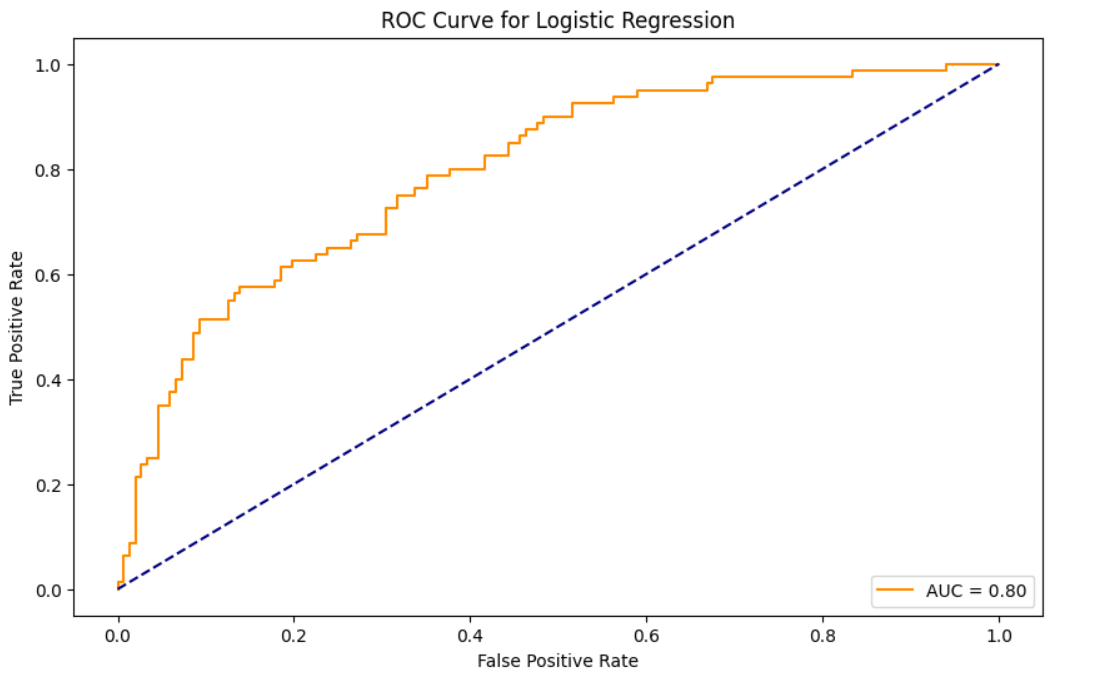 ROC Curve for Logistic Regression
True Positive Rate
1.0
0.8
0.6
0.4
0.2
0.0
AUC = 0.80
0.0 0.2 0.4 0.6 0.8 1.0
False Positive Rate